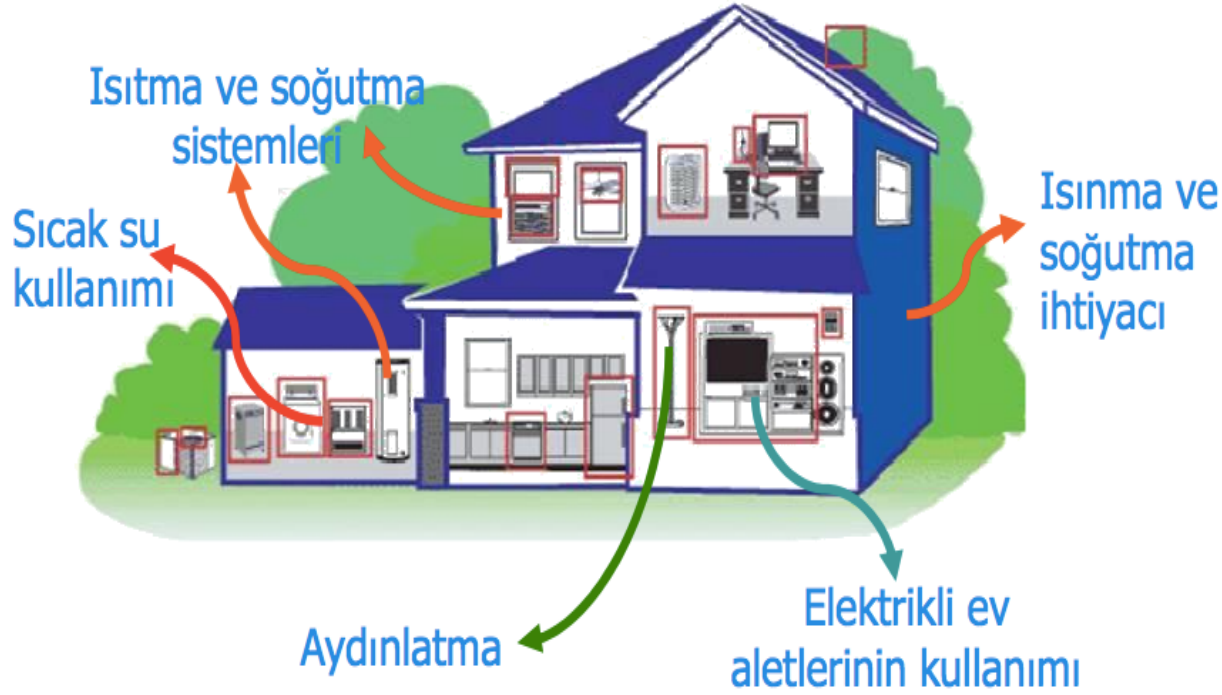 Isıtma ve soğutma
sistemleri
Sıcak su
kullanımı
Isınma ve
soğutma
ihtiyacı
Aydınlatma
Elektrikli ev
aletlerinin kullanımı